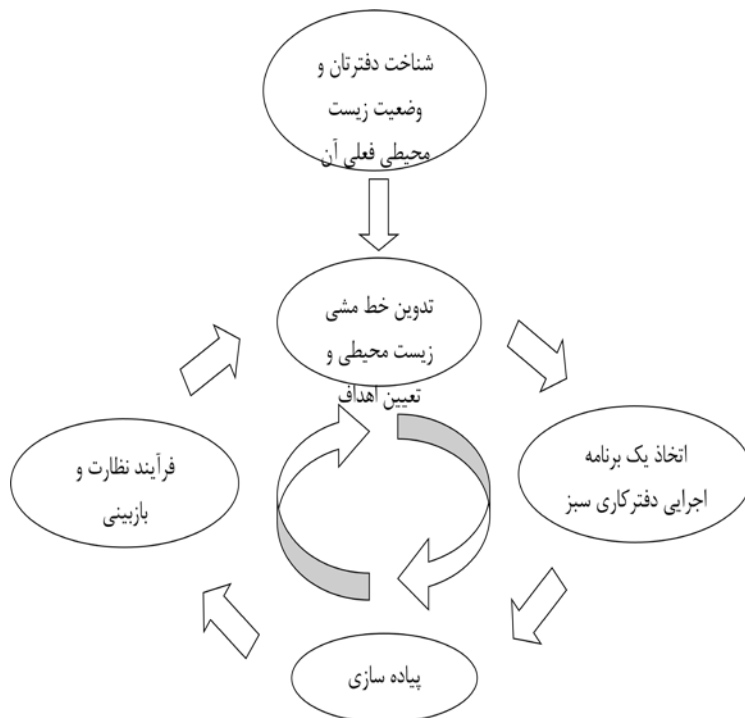 شناخت دفترتان و
وضعیت زیست
محیطی فعلی آن
تدوین خط مشی
زیست محیطی و
تعیین اهداف
اتخاذ یک برنامه
اجرایی دفترکاری سبز
پیاده سازی
فرآیند نظارت و
بازبینی